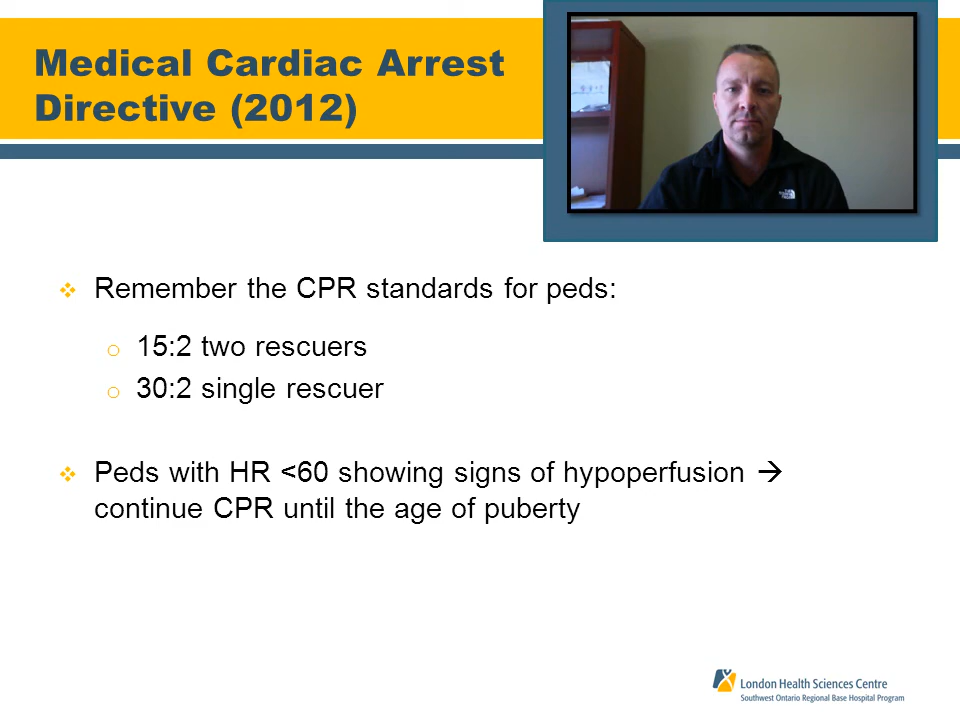 Medical Cardiac Arrest
Directive (2012)
❖ Remember the CPR standards for peds:
o 15:2 two rescuers
o 30:2 single rescuer
❖ Peds with HR <60 showing signs of hypoperfusion →
continue CPR until the age of puberty
London Health Sciences Centre
Southwest Ontario Regional Base Hospital Program